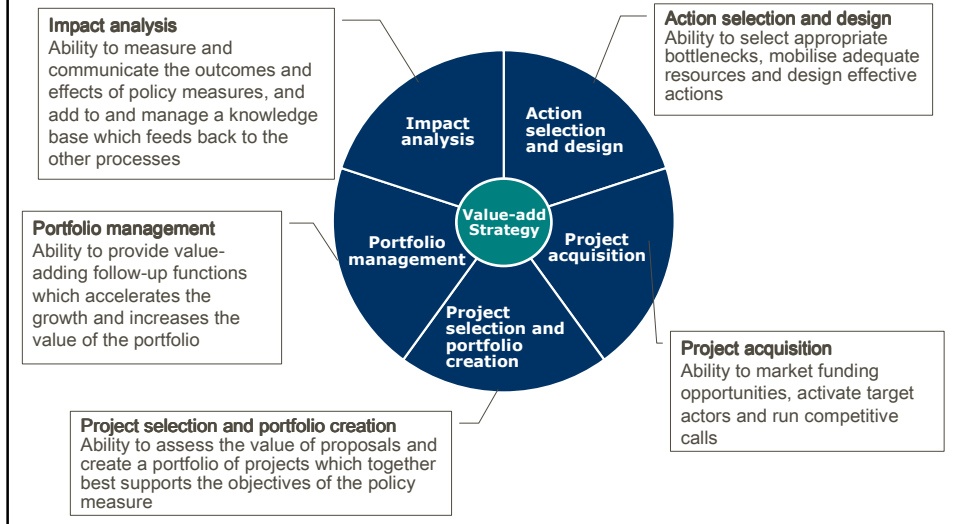 Impact analysis
Ability to measure and
communicate the outcomes and
effects of policy measures, and
add to and manage a knowledge
base which feeds back to the
other processes
Action selection and design
Ability to select appropriate
bottlenecks, mobilise adequate
resources and design effective
actions
Impact
analysis
Action
selection
and design
Value-add
Strategy
Portfolio
management
Project
acquisition
Project
selection and
portfolio
creation
Portfolio management
Ability to provide value-
adding follow-up functions
which accelerates the
growth and increases the
value of the portfolio
Project acquisition
Ability to market funding
opportunities, activate target
actors and run competitive
calls
Project selection and portfolio creation
Ability to assess the value of proposals and
create a portfolio of projects which together
best supports the objectives of the policy
measure